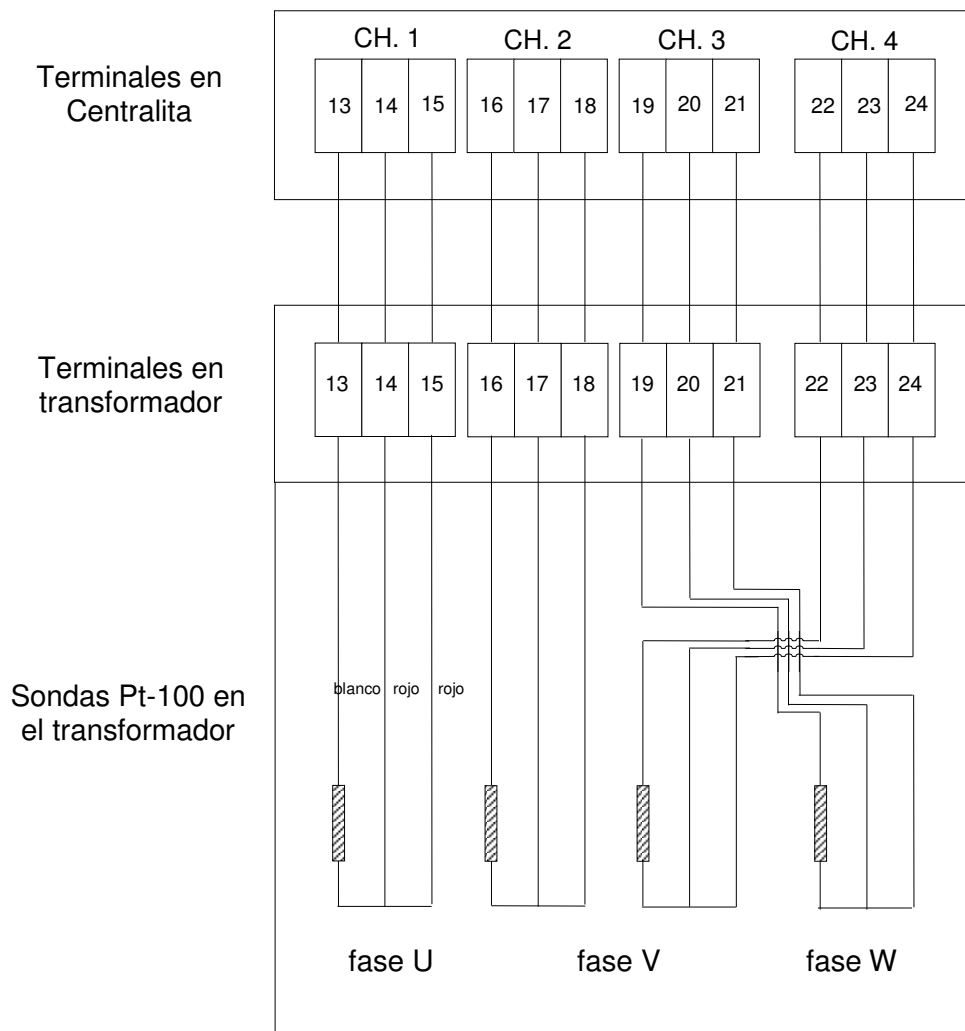 CH. 1 CH. 2 CH. 3 CH. 4
Terminales en
Centralita
13 14 15 16 17 18 19 20 21 22 23 24
Terminales en
transformador
13 14 15 16 17 18 19 20 21 22 23 24
blanco rojo rojo
Sondas Pt-100 en
el transformador
fase U fase V fase W